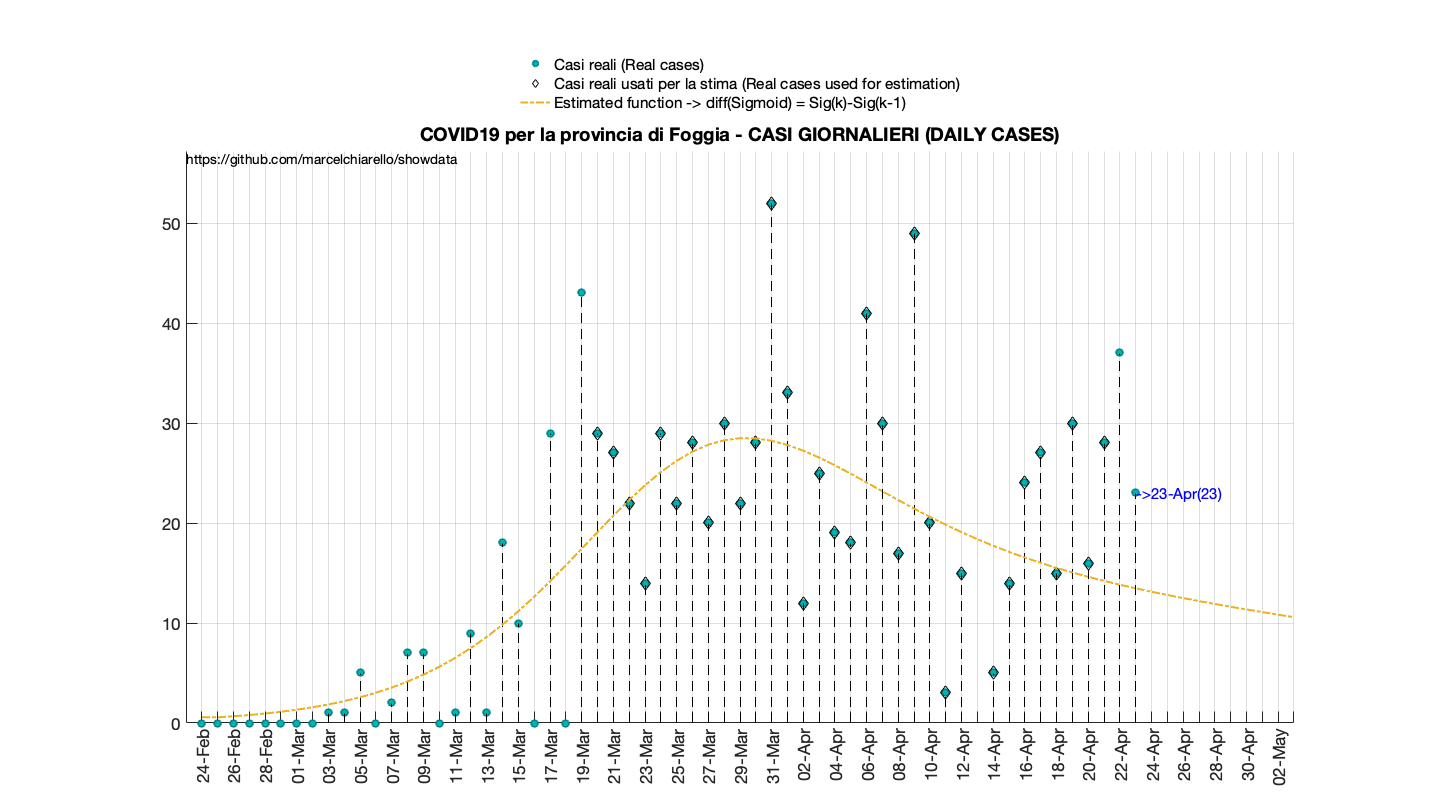 Casi reali (Real cases)
Casi reali usati per la stima (Real cases used for estimation)
Estimated function -> diff(Sigmoid) = Sig(k)-Sig(k-1)
COVID19 per la provincia di Foggia - CASI GIORNALIERI (DAILY CASES)
https://github.com/marcelchiarello/showdata
50
40
30
20
10
0
->23-Apr(23)
24-Feb
26-Feb
28-Feb
01-Mar
03-Mar
05-Mar
07-Mar
09-Mar
11-Mar
13-Mar
15-Mar
17-Mar
19-Mar
21-Mar
23-Mar
25-Mar
27-Mar
29-Mar
31-Mar
02-Apr
04-Apr
06-Apr
08-Apr
10-Apr
12-Apr
14-Apr
16-Apr
18-Apr
20-Apr
22-Apr
24-Apr
26-Apr
28-Apr
30-Apr
02-May